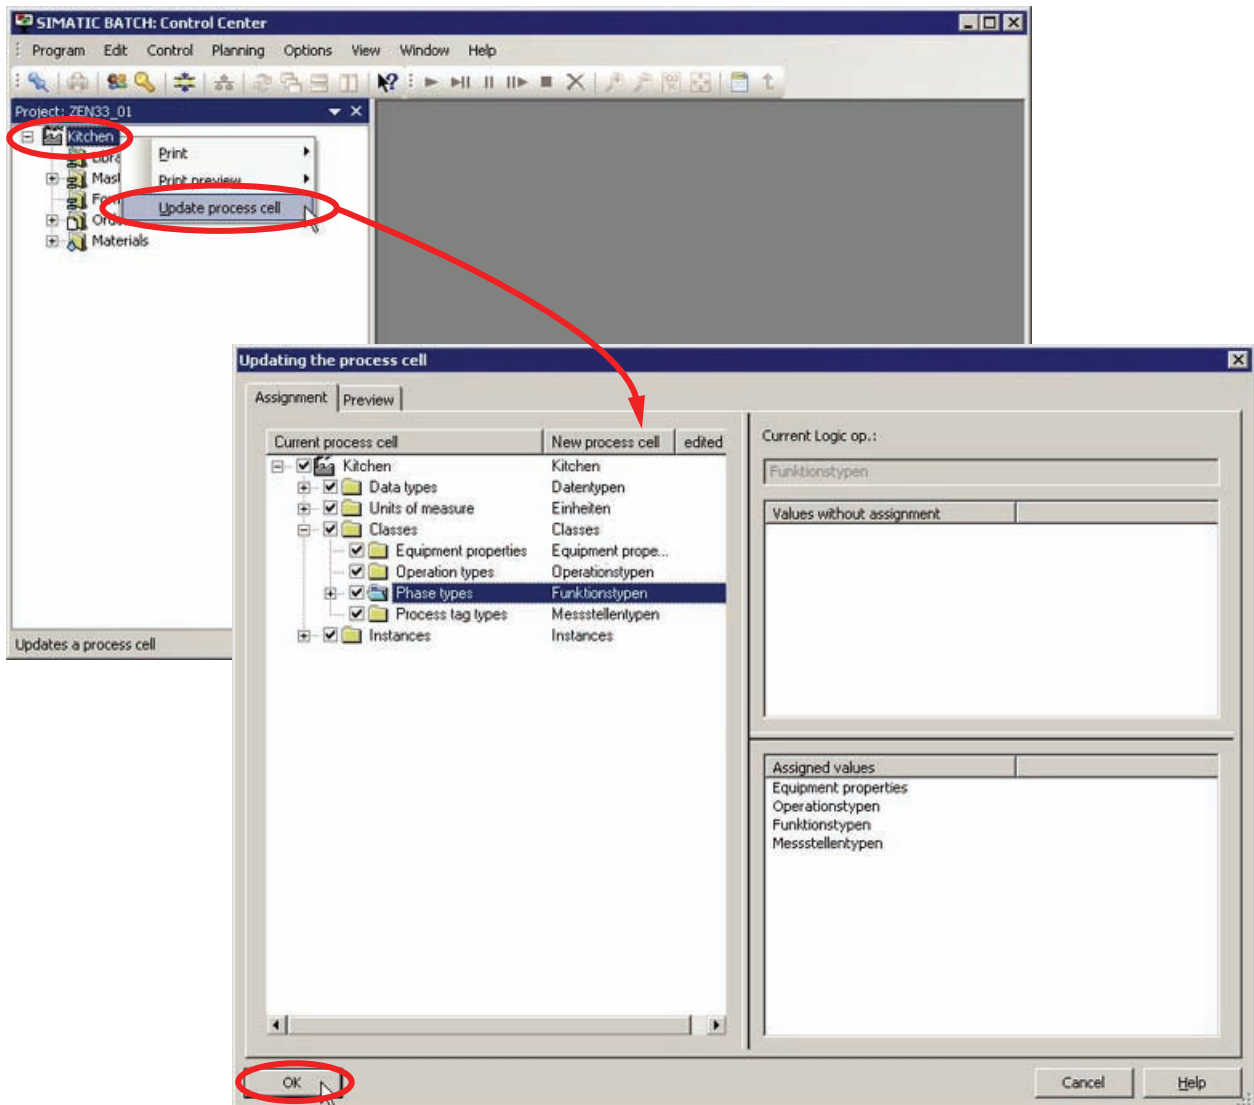 SIMATIC BATCH: Control Center
Program Edit Control Planning Options View Window Help
Project: ZEN33_01
Kitchen
Print
Print preview
Update process cell
Materials
Updates a process cell
Updating the process cell
Assignment Preview
Current process cell New process cell edited
Kitchen Kitchen
Data types Datentypen
Units of measure Einheiten
Classes Classes
Equipment properties Equipment prope...
Operation types Operationstypen
Phase types Funktionstypen
Process tag types Messstellentypen
Instances Instances
Current Logic op.:
Funktionstypen
Values without assignment
Assigned values
Equipment properties
Operationstypen
Funktionstypen
Messstellentypen
OK Cancel Help